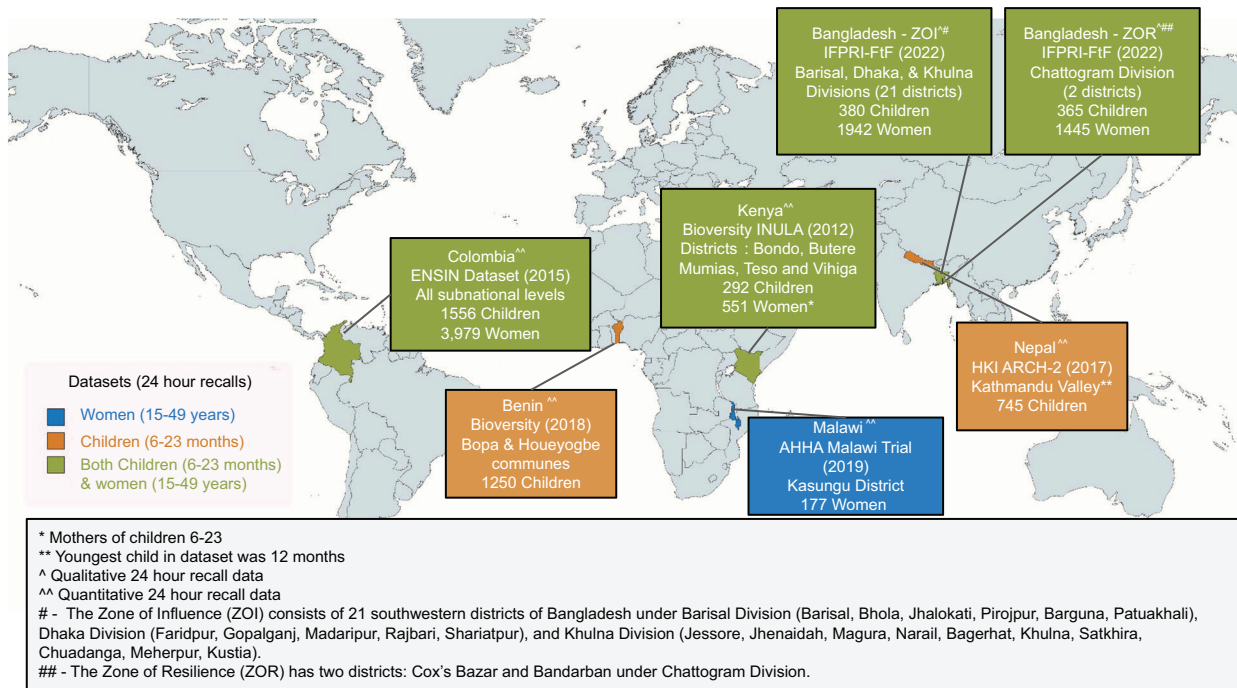 Bangladesh - ZOI^#
IFPRI-FtF (2022)
Barisal, Dhaka, & Khulna
Divisions (21 districts)
380 Children
1942 Women
Bangladesh - ZOR^##
IFPRI-FtF (2022)
Chattogram Division
(2 districts)
365 Children
1445 Women
Kenya^^
Bioversity INULA (2012)
Districts : Bondo, Butere
Mumias, Teso and Vihiga
292 Children
551 Women*
Colombia^^
ENSIN Dataset (2015)
All subnational levels
1556 Children
3,979 Women
Nepal^^
HKI ARCH-2 (2017)
Kathmandu Valley**
745 Children
Benin ^^
Bioversity (2018)
Bopa & Houeyogbe
communes
1250 Children
Malawi^^
AHHA Malawi Trial
(2019)
Kasungu District
177 Women
Datasets (24 hour recalls)
Women (15-49 years)
Children (6-23 months)
Both Children (6-23 months)
& women (15-49 years)
* Mothers of children 6-23
** Youngest child in dataset was 12 months
^ Qualitative 24 hour recall data
^^ Quantitative 24 hour recall data
# - The Zone of Influence (ZOI) consists of 21 southwestern districts of Bangladesh under Barisal Division (Barisal, Bhola, Jhalokati, Pirojpur, Barguna, Patuakhali),
Dhaka Division (Faridpur, Gopalganj, Madaripur, Rajbari, Shariatpur), and Khulna Division (Jessore, Jhenaidah, Magura, Narail, Bagerhat, Khulna, Satkhira,
Chuadanga, Meherpur, Kustia).
## - The Zone of Resilience (ZOR) has two districts: Cox's Bazar and Bandarban under Chattogram Division.